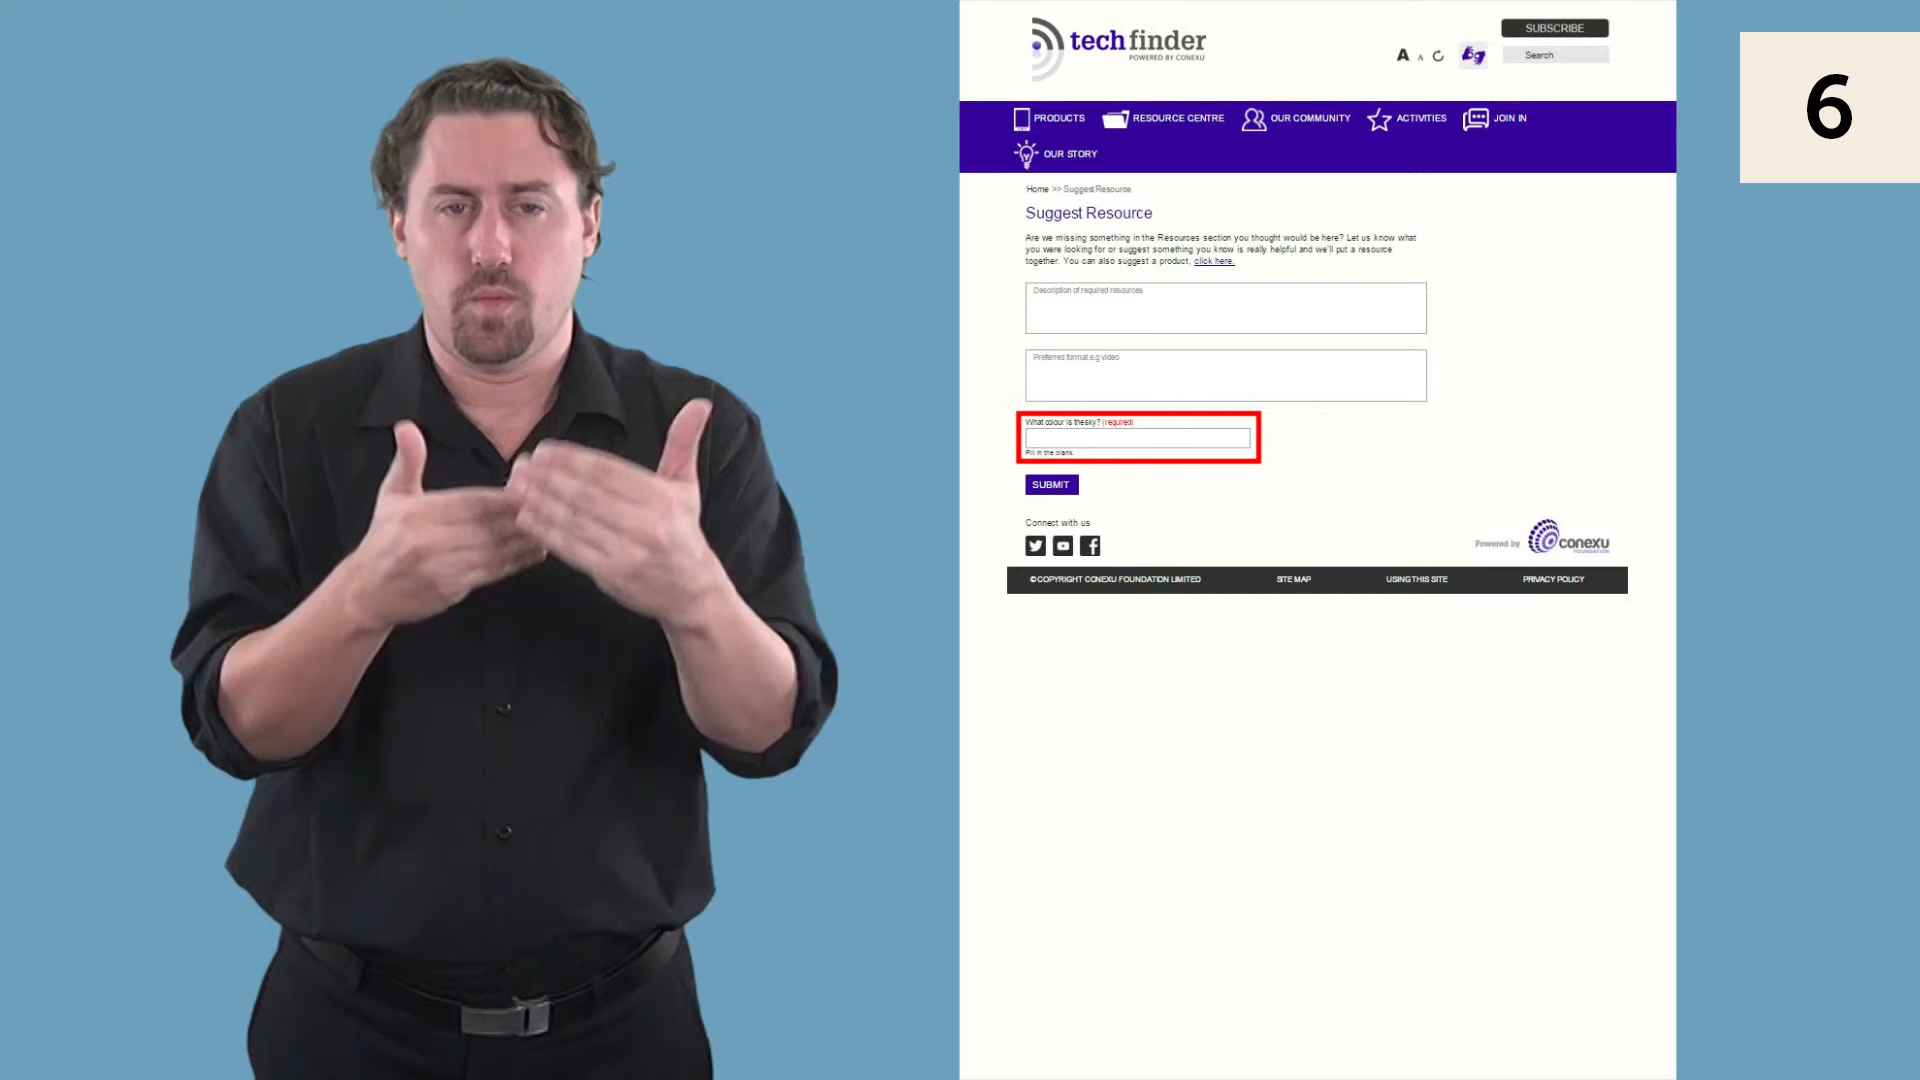 tech finder
POWERED BY CONEXU
SUBSCRIBE
A A
Search
6
PRODUCTS RESOURCE CENTRE OUR COMMUNITY ACTIVITIES JOIN IN
OUR STORY
Home >> Suggest Resource
Suggest Resource
Are we missing something in the Resources section you thought would be here? Let us know what
you were looking for or suggest something you know is really helpful and we'll put a resource
together. You can also suggest a product, click here.
Description of required resources
Preferred format e.g video
What colour is the sky? (required)
Fill in the blank.
SUBMIT
Connect with us
Powered by conexu
FOUNDATION
© COPYRIGHT CONEXU FOUNDATION LIMITED SITE MAP USING THIS SITE PRIVACY POLICY